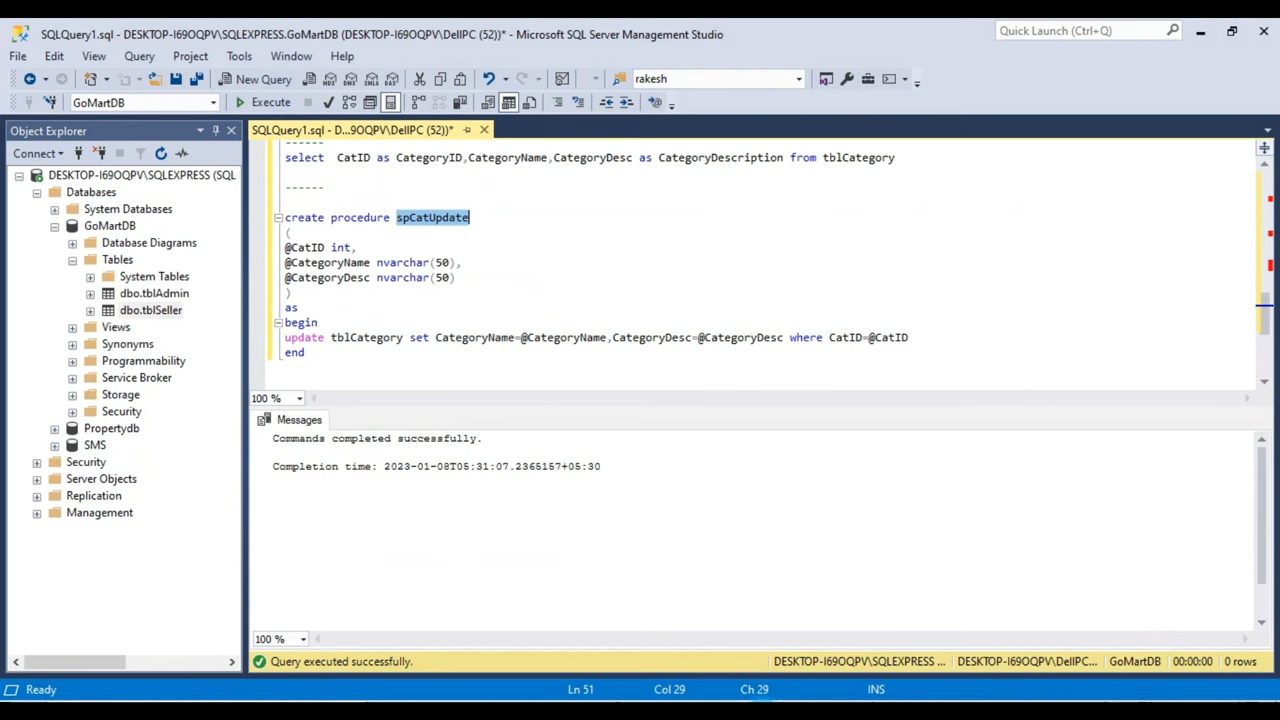 SQLQuery1.sql - DESKTOP-I69OQPV\SQLEXPRESS.GoMartDB (DESKTOP-I69OQPV\DellPC (52))* - Microsoft SQL Server Management Studio
Quick Launch (Ctrl+Q)
File Edit View Query Project Tools Window Help
New Query
MDX DMX XMLA DAX
rakesh
GoMartDB
Execute
Object Explorer
SQLQuery1.sql - D...9OQPV\DellPC (52))*
Connect
DESKTOP-I69OQPV\SQLEXPRESS (SQL
Databases
System Databases
GoMartDB
Database Diagrams
Tables
System Tables
dbo.tblAdmin
dbo.tblSeller
Views
Synonyms
Programmability
Service Broker
Storage
Security
Propertydb
SMS
Security
Server Objects
Replication
Management
------
select  CatID as CategoryID,CategoryName,CategoryDesc as CategoryDescription from tblCategory
------
create procedure spCatUpdate
(
@CatID int,
@CategoryName nvarchar(50),
@CategoryDesc nvarchar(50)
)
as
begin
update tblCategory set CategoryName=@CategoryName,CategoryDesc=@CategoryDesc where CatID=@CatID
end
100 %
Messages
Commands completed successfully.
Completion time: 2023-01-08T05:31:07.2365157+05:30
100 %
Query executed successfully.
DESKTOP-I69OQPV\SQLEXPRESS ... DESKTOP-I69OQPV\DellPC... GoMartDB 00:00:00 0 rows
Ready
Ln 51 Col 29 Ch 29 INS